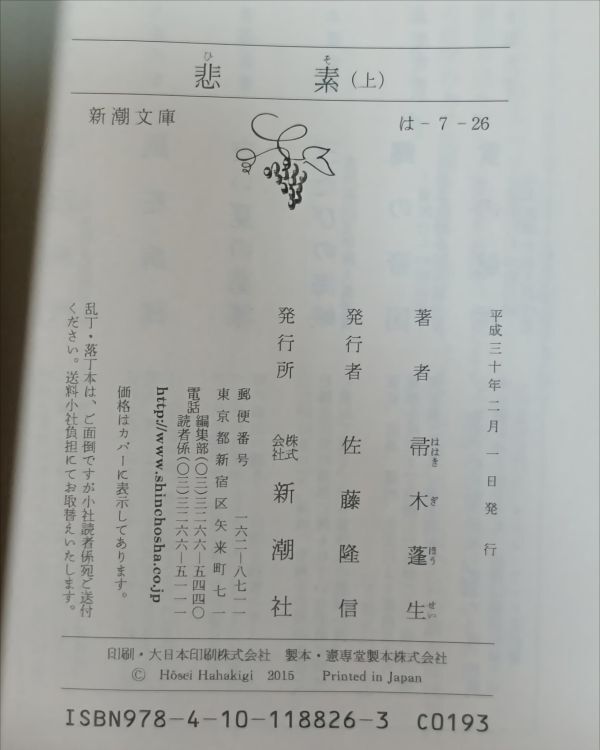 悲素(上)
新潮文庫 は-7-26
平成三十年二月一日発行
著者 帚木蓬生
発行者 佐藤隆信
発行所 株式会社 新潮社
郵便番号 一六二-八七一一
東京都新宿区矢来町七一
電話 編集部(〇三)三二六六-五四四〇
読者係(〇三)三二六六-五一一一
http://www.shinchosha.co.jp
価格はカバーに表示してあります。
乱丁・落丁本は、ご面倒ですが小社読者係宛ご送付
ください。送料小社負担にてお取替えいたします。
印刷・大日本印刷株式会社 製本・憲専堂製本株式会社
© Hôsei Hahakigi 2015 Printed in Japan
ISBN978-4-10-118826-3 C0193